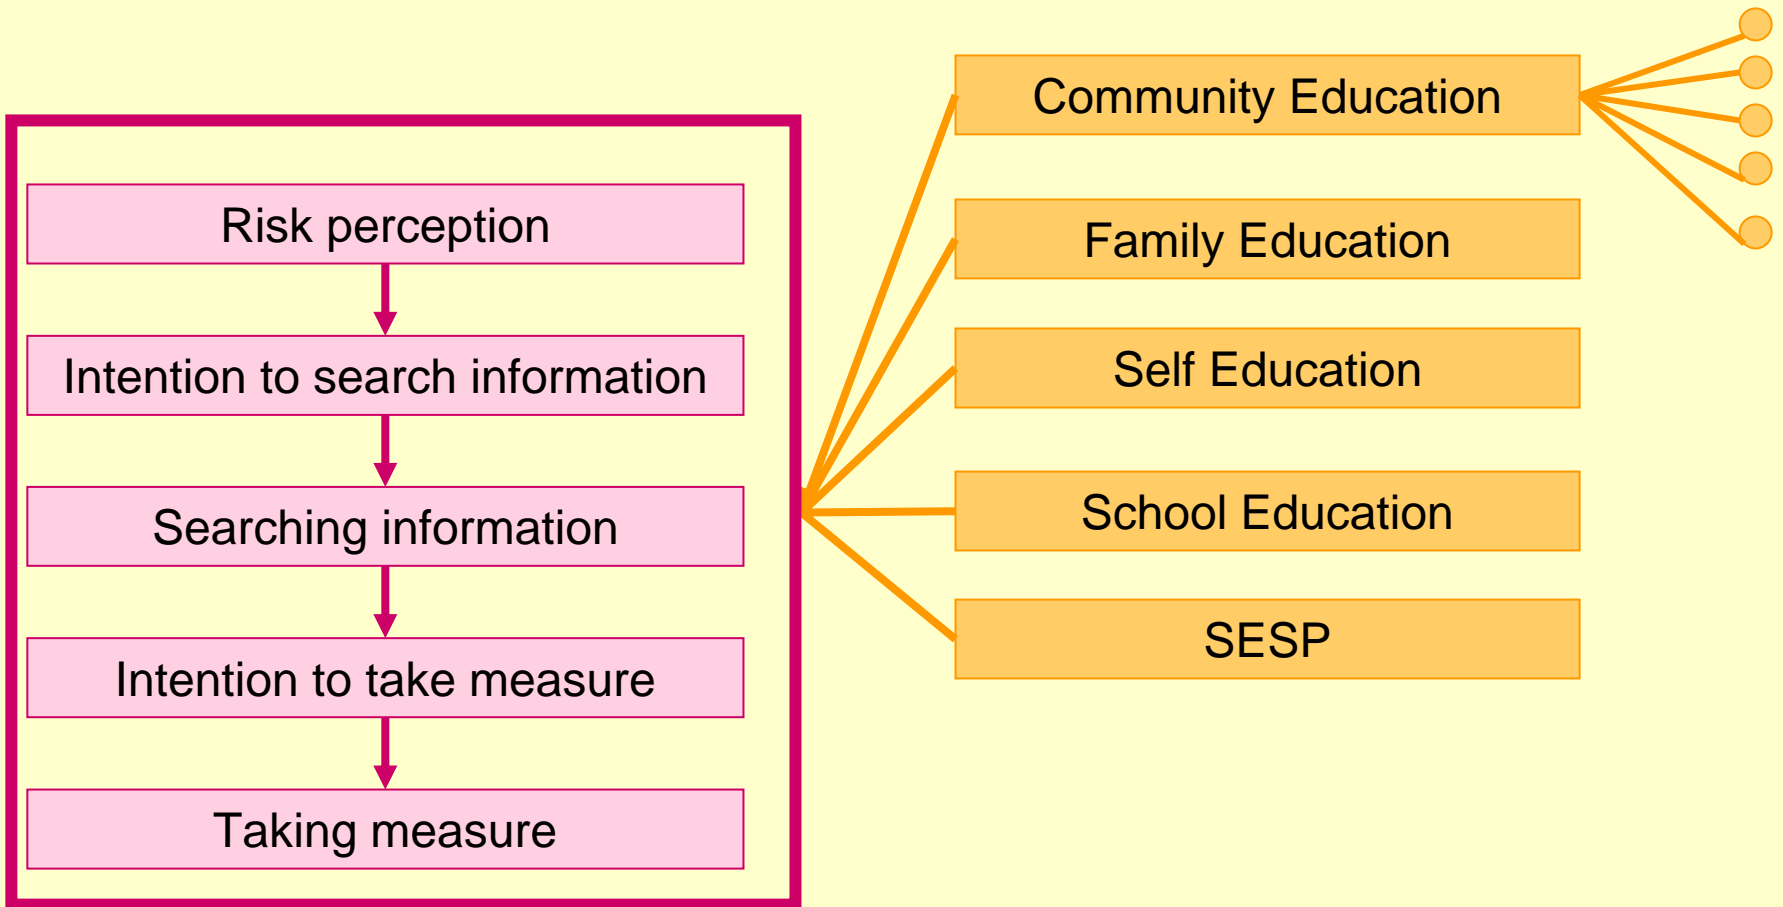 Risk perception
Intention to search information
Searching information
Intention to take measure
Taking measure
Community Education
Family Education
Self Education
School Education
SESP